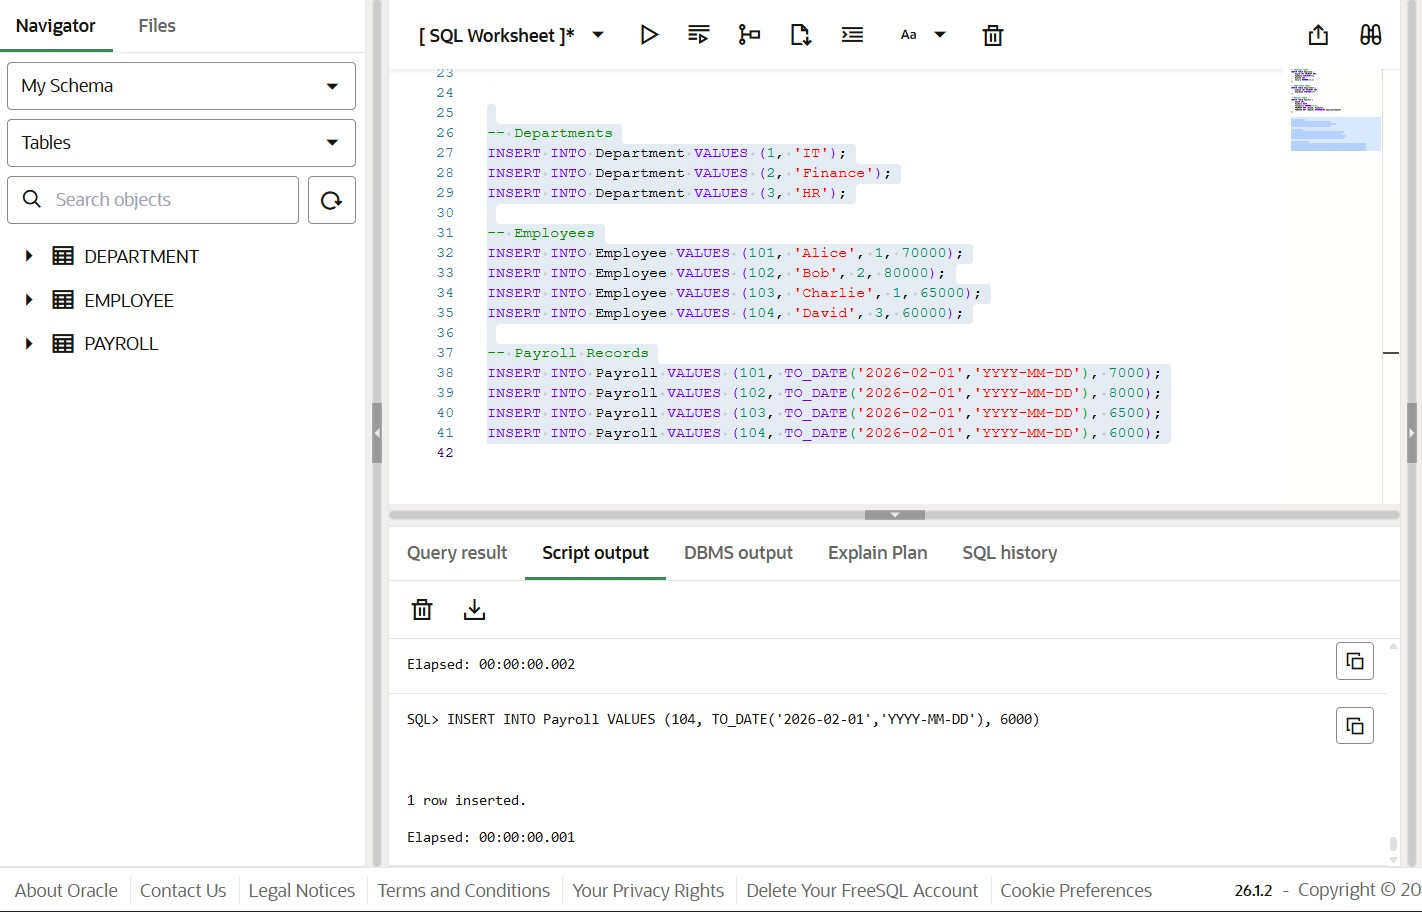 Navigator Files
[ SQL Worksheet ]* Aa
My Schema
Tables
Search objects
DEPARTMENT
EMPLOYEE
PAYROLL
23
24
25
26 -- Departments
27 INSERT INTO Department VALUES (1, 'IT');
28 INSERT INTO Department VALUES (2, 'Finance');
29 INSERT INTO Department VALUES (3, 'HR');
30
31 -- Employees
32 INSERT INTO Employee VALUES (101, 'Alice', 1, 70000);
33 INSERT INTO Employee VALUES (102, 'Bob', 2, 80000);
34 INSERT INTO Employee VALUES (103, 'Charlie', 1, 65000);
35 INSERT INTO Employee VALUES (104, 'David', 3, 60000);
36
37 -- Payroll Records
38 INSERT INTO Payroll VALUES (101, TO_DATE('2026-02-01','YYYY-MM-DD'), 7000);
39 INSERT INTO Payroll VALUES (102, TO_DATE('2026-02-01','YYYY-MM-DD'), 8000);
40 INSERT INTO Payroll VALUES (103, TO_DATE('2026-02-01','YYYY-MM-DD'), 6500);
41 INSERT INTO Payroll VALUES (104, TO_DATE('2026-02-01','YYYY-MM-DD'), 6000);
42
Query result Script output DBMS output Explain Plan SQL history
Elapsed: 00:00:00.002
SQL> INSERT INTO Payroll VALUES (104, TO_DATE('2026-02-01','YYYY-MM-DD'), 6000)
1 row inserted.
Elapsed: 00:00:00.001
About Oracle Contact Us Legal Notices Terms and Conditions Your Privacy Rights Delete Your FreeSQL Account Cookie Preferences 26.1.2 - Copyright © 20